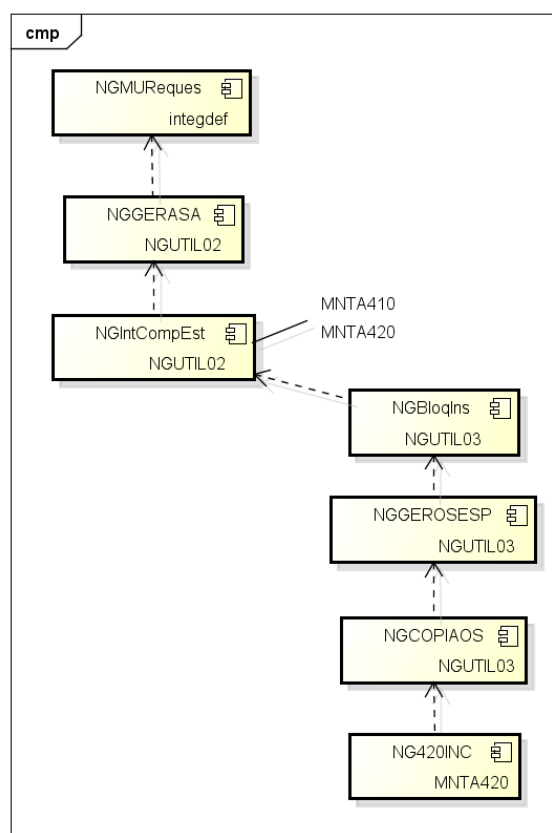 cmp
NGMUReques
integdef
NGGERASA
NGUTIL02
NGIntCompEst
NGUTIL02
MNTA410
MNTA420
NGBloqIns
NGUTIL03
NGGEROSESP
NGUTIL03
NGCOPIAOS
NGUTIL03
NG420INC
MNTA420